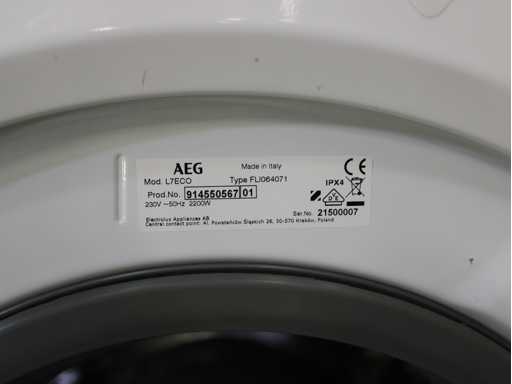 AEG
Made in Italy
Mod. L7ECO
Type FLI064071
Prod.No. 914550567 01
230V ~50Hz 2200W
IPX4
Ser.No. 21500007
Electrolux Appliances AB
Central contact point: Al. Powstańców Śląskich 26, 30-570 Kraków, Poland